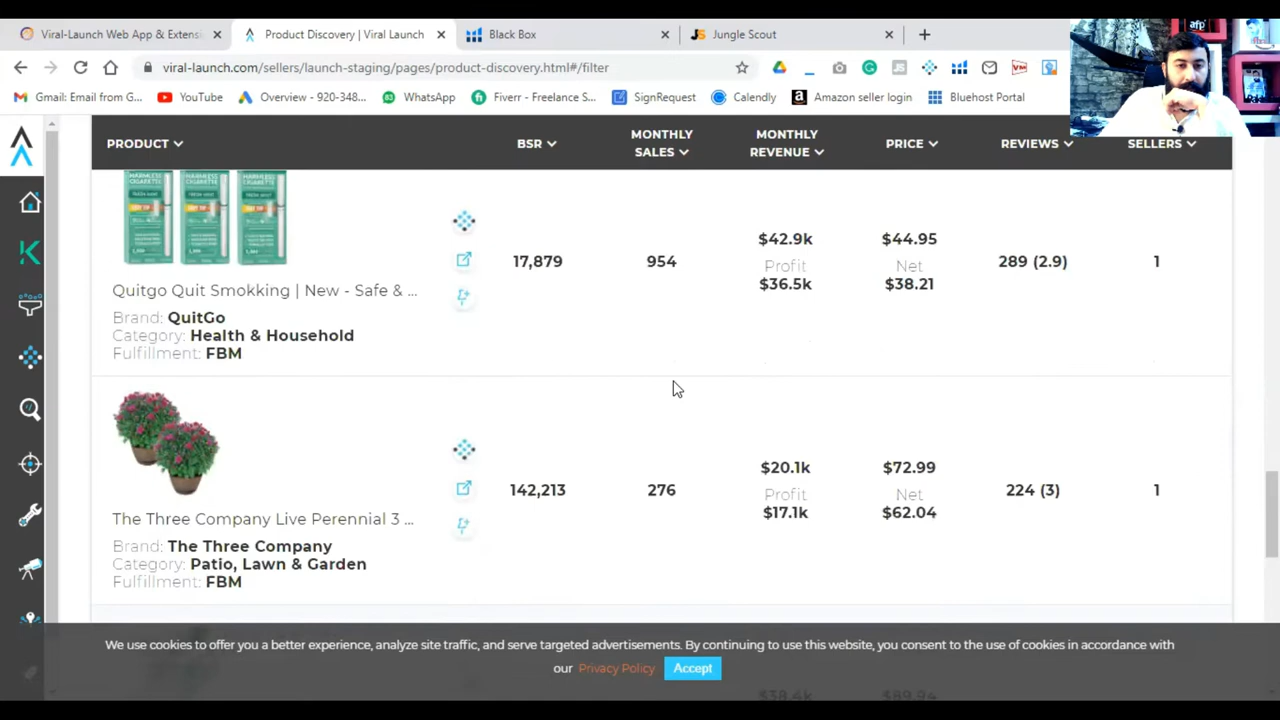 Viral-Launch Web App & Extensi
Product Discovery | Viral Launch
Black Box
Jungle Scout
viral-launch.com/sellers/launch-staging/pages/product-discovery.html#/filter
Gmail: Email from G...
YouTube
Overview - 920-348...
WhatsApp
Fiverr - Freelance S...
SignRequest
Calendly
Amazon seller login
Bluehost Portal
afp
PRODUCT
BSR
MONTHLY SALES
MONTHLY REVENUE
PRICE
REVIEWS
SELLERS
Quitgo Quit Smokking | New - Safe & ...
Brand: QuitGo
Category: Health & Household
Fulfillment: FBM
17,879
954
$42.9k
Profit
$36.5k
$44.95
Net
$38.21
289 (2.9)
1
The Three Company Live Perennial 3 ...
Brand: The Three Company
Category: Patio, Lawn & Garden
Fulfillment: FBM
142,213
276
$20.1k
Profit
$17.1k
$72.99
Net
$62.04
224 (3)
1
We use cookies to offer you a better experience, analyze site traffic, and serve targeted advertisements. By continuing to use this website, you consent to the use of cookies in accordance with
our Privacy Policy Accept
$38.4k
$89.94